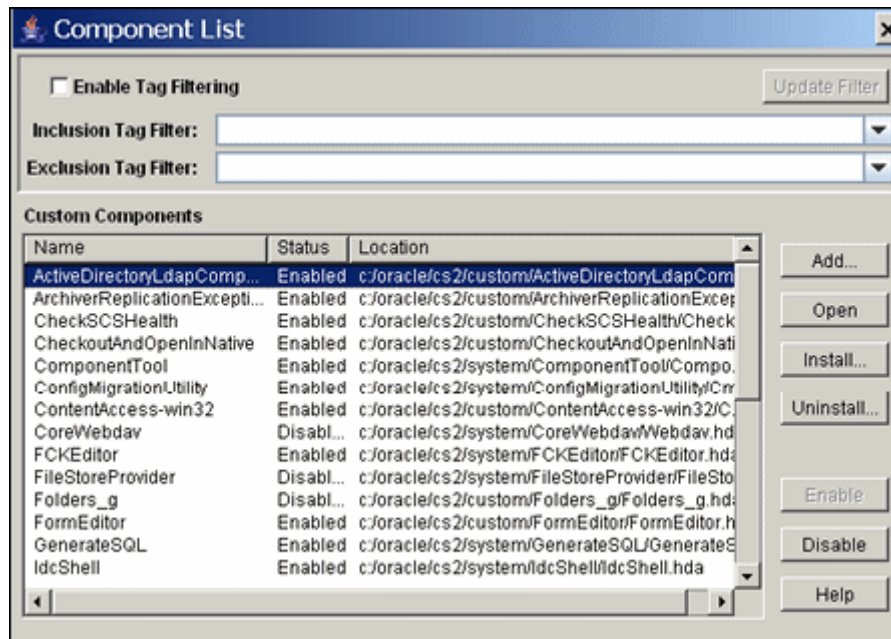 Component List
Enable Tag Filtering
Update Filter
Inclusion Tag Filter:
Exclusion Tag Filter:
Custom Components
Name Status Location
ActiveDirectoryLdapComp... Enabled c:/oracle/cs2/custom/ActiveDirectoryLdapCom
ArchiverReplicationExcepti... Enabled c:/oracle/cs2/custom/ArchiverReplicationExcep
CheckSCSHealth Enabled c:/oracle/cs2/custom/CheckSCSHealth/Check
CheckoutAndOpenInNative Enabled c:/oracle/cs2/custom/CheckoutAndOpenInNati
ComponentTool Enabled c:/oracle/cs2/system/ComponentTool/Compo.
ConfigMigrationUtility Enabled c:/oracle/cs2/system/ConfigMigrationUtility/Cm
ContentAccess-win32 Enabled c:/oracle/cs2/custom/ContentAccess-win32/C.
CoreWebdav Disabl... c:/oracle/cs2/system/CoreWebdav/Webdav.hd
FCKEditor Enabled c:/oracle/cs2/system/FCKEditor/FCKEditor.hda
FileStoreProvider Disabl... c:/oracle/cs2/system/FileStoreProvider/FileSto
Folders_g Disabl... c:/oracle/cs2/custom/Folders_g/Folders_g.hda
FormEditor Enabled c:/oracle/cs2/custom/FormEditor/FormEditor.h
GenerateSQL Enabled c:/oracle/cs2/system/GenerateSQL/GenerateS
IdcShell Enabled c:/oracle/cs2/system/IdcShell/IdcShell.hda
Add...
Open
Install...
Uninstall...
Enable
Disable
Help